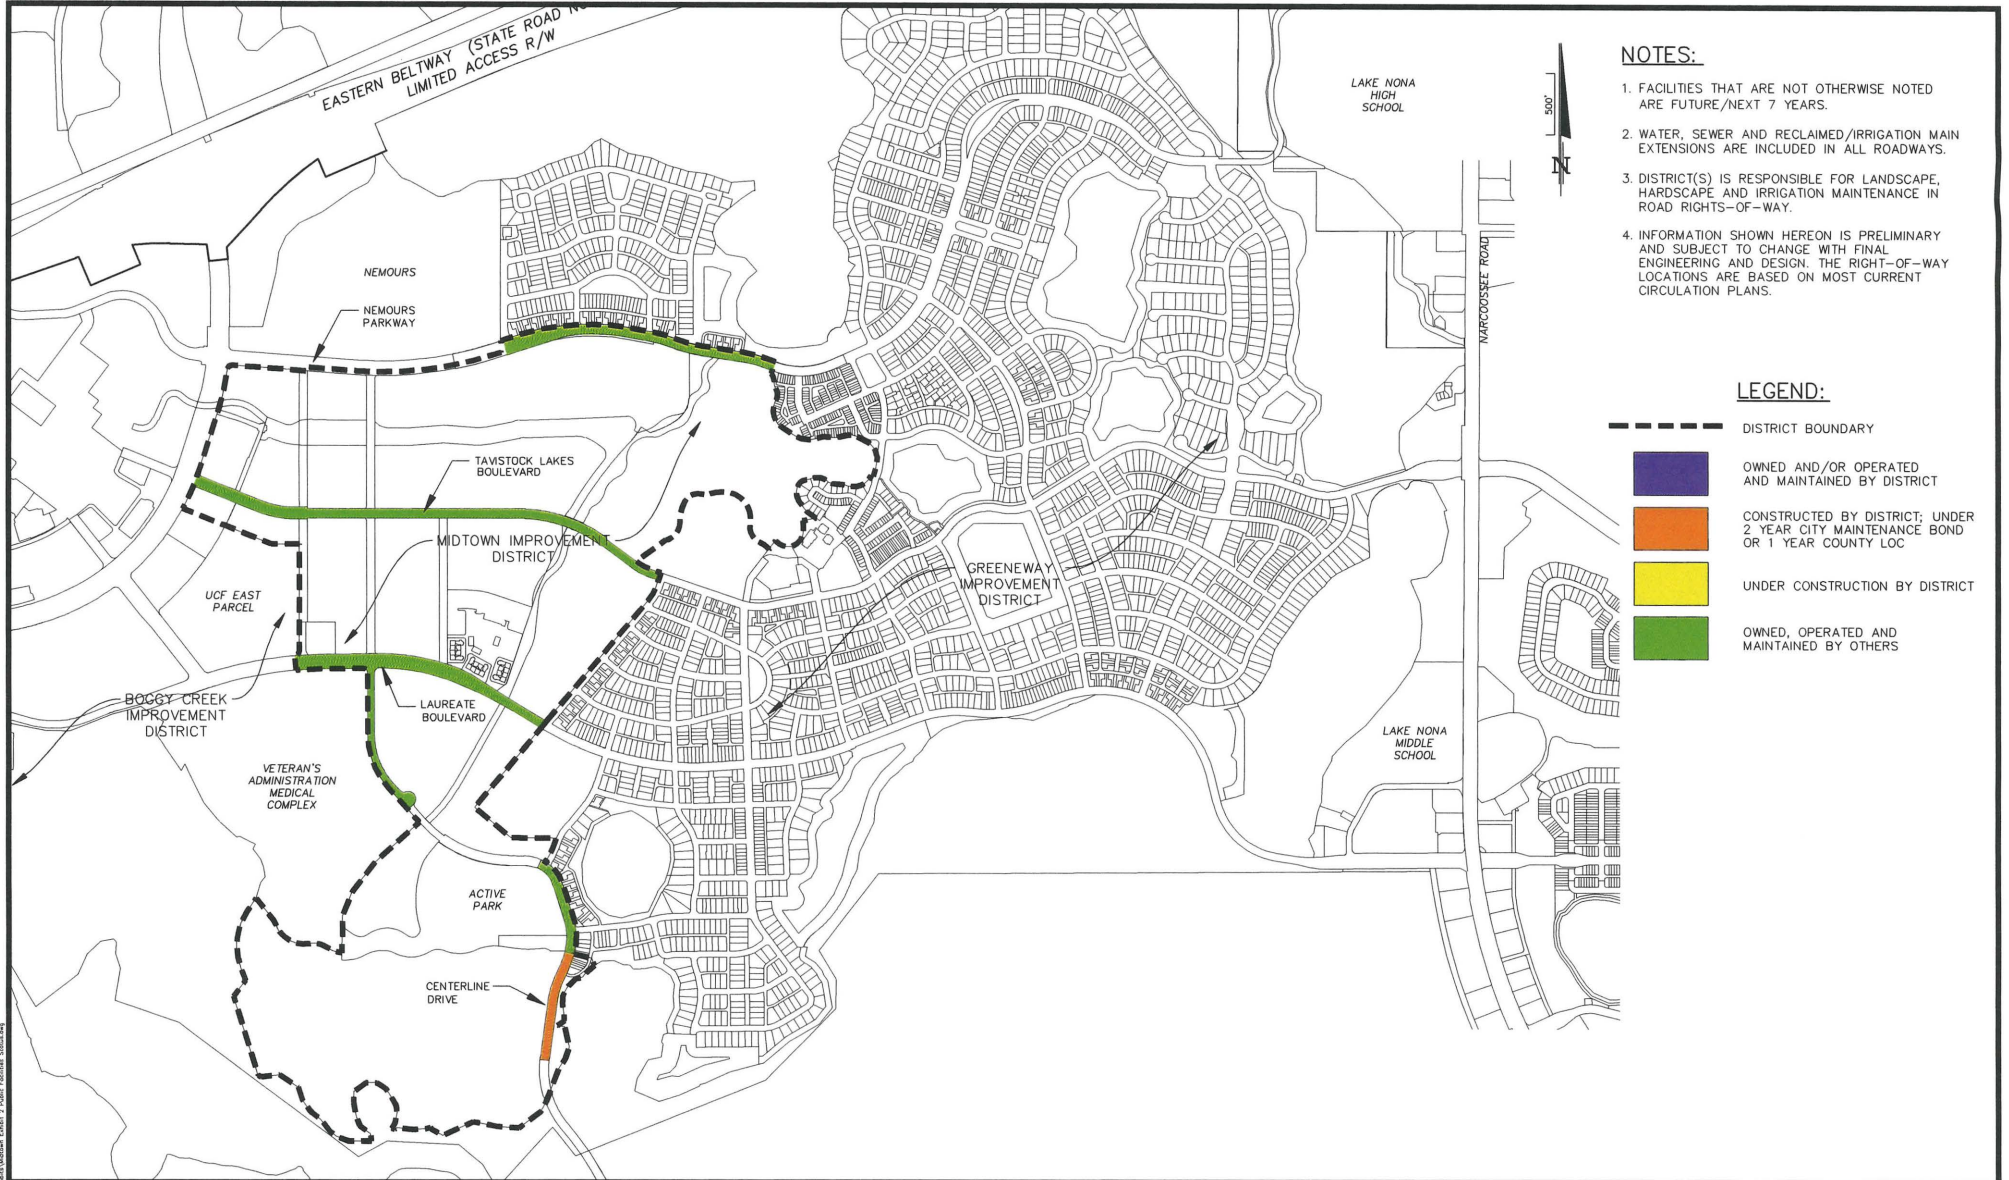 EASTERN BELTWAY (STATE ROAD
LIMITED ACCESS R/W
LAKE NONA
HIGH
SCHOOL
500'
N
NARCOOSSEE ROAD
NEMOURS
NEMOURS
PARKWAY
TAVISTOCK LAKES
BOULEVARD
MIDTOWN IMPROVEMENT
DISTRICT
GREENEWAY
IMPROVEMENT
DISTRICT
UCF EAST
PARCEL
BOGGY CREEK
IMPROVEMENT
DISTRICT
LAUREATE
BOULEVARD
VETERAN'S
ADMINISTRATION
MEDICAL
COMPLEX
LAKE NONA
MIDDLE
SCHOOL
ACTIVE
PARK
CENTERLINE
DRIVE
NOTES:
1. FACILITIES THAT ARE NOT OTHERWISE NOTED
ARE FUTURE/NEXT 7 YEARS.
2. WATER, SEWER AND RECLAIMED/IRRIGATION MAIN
EXTENSIONS ARE INCLUDED IN ALL ROADWAYS.
3. DISTRICT(S) IS RESPONSIBLE FOR LANDSCAPE,
HARDSCAPE AND IRRIGATION MAINTENANCE IN
ROAD RIGHTS-OF-WAY.
4. INFORMATION SHOWN HEREON IS PRELIMINARY
AND SUBJECT TO CHANGE WITH FINAL
ENGINEERING AND DESIGN. THE RIGHT-OF-WAY
LOCATIONS ARE BASED ON MOST CURRENT
CIRCULATION PLANS.
LEGEND:
DISTRICT BOUNDARY
OWNED AND/OR OPERATED
AND MAINTAINED BY DISTRICT
CONSTRUCTED BY DISTRICT; UNDER
2 YEAR CITY MAINTENANCE BOND
OR 1 YEAR COUNTY LOC
UNDER CONSTRUCTION BY DISTRICT
OWNED, OPERATED AND
MAINTAINED BY OTHERS